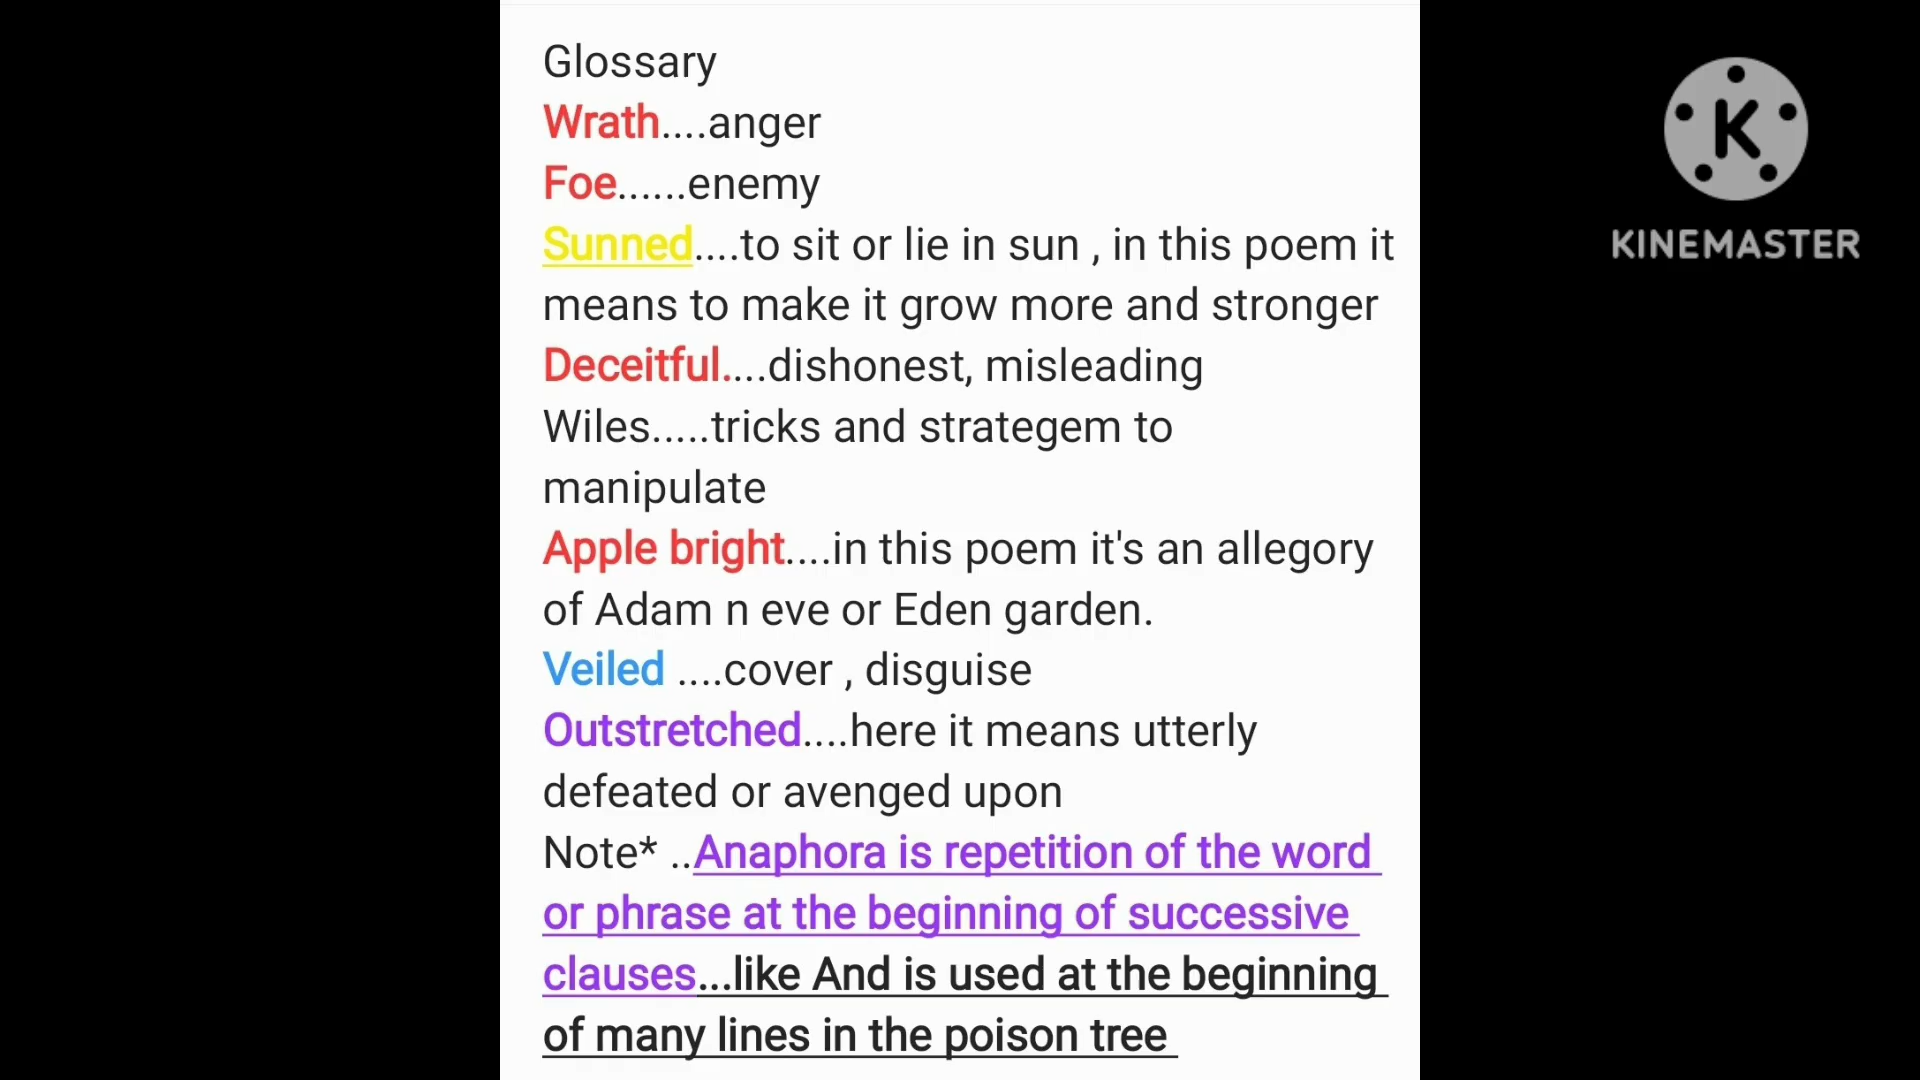 Glossary
Wrath....anger
Foe......enemy
Sunned....to sit or lie in sun , in this poem it
means to make it grow more and stronger
Deceitful....dishonest, misleading
Wiles.....tricks and strategem to
manipulate
Apple bright....in this poem it's an allegory
of Adam n eve or Eden garden.
Veiled ....cover , disguise
Outstretched....here it means utterly
defeated or avenged upon
Note* ..Anaphora is repetition of the word
or phrase at the beginning of successive
clauses...like And is used at the beginning
of many lines in the poison tree
K
KINEMASTER